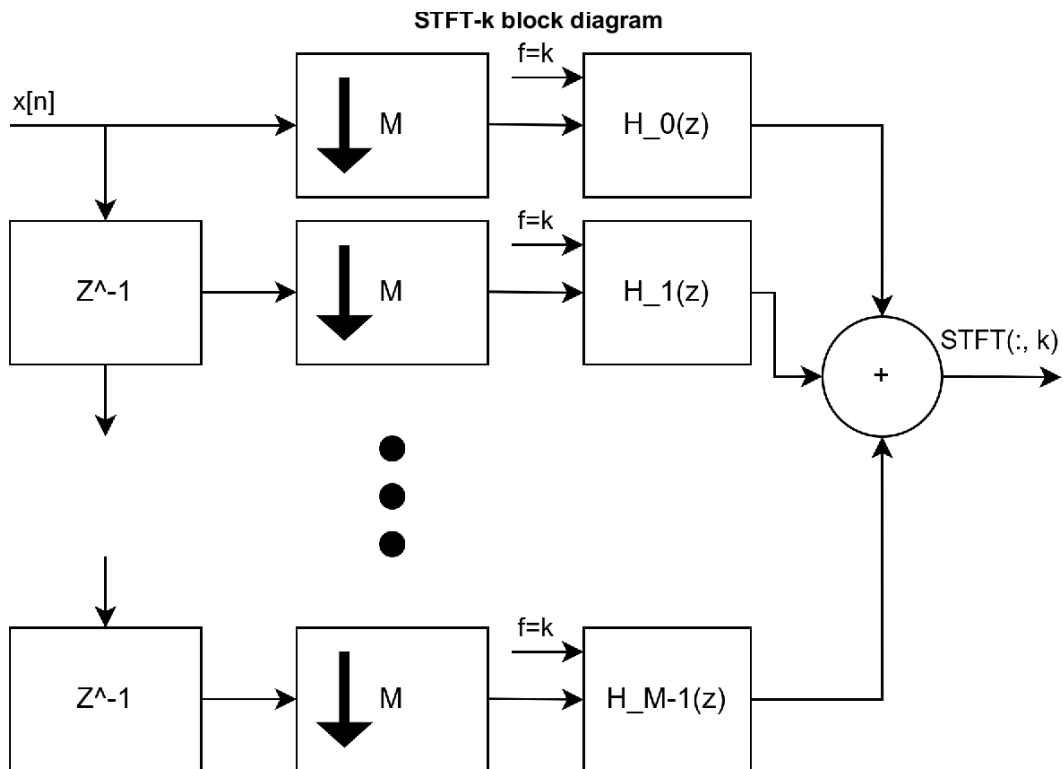 STFT-k block diagram
x[n]
M
f=k
H_0(z)
Z^-1
M
f=k
H_1(z)
+
STFT(:, k)
Z^-1
M
f=k
H_M-1(z)